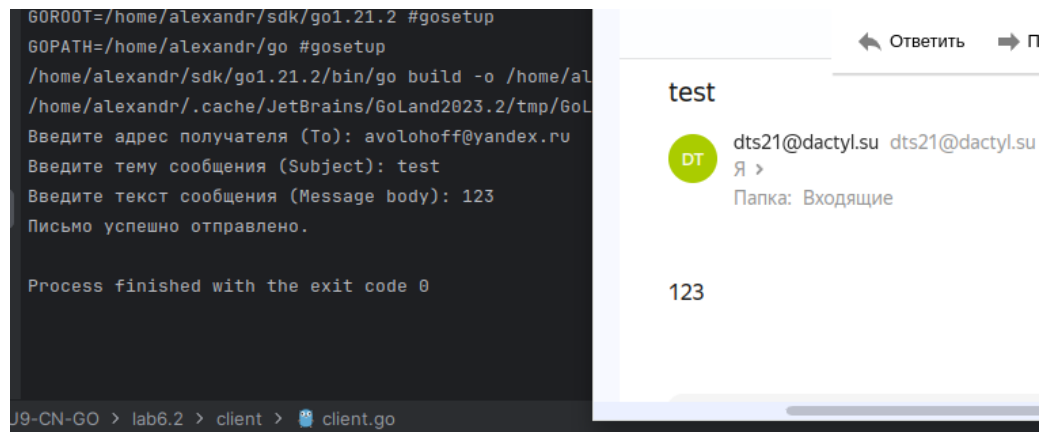 GOROOT=/home/alexandr/sdk/go1.21.2 #gosetup
GOPATH=/home/alexandr/go #gosetup
/home/alexandr/sdk/go1.21.2/bin/go build -o /home/al
/home/alexandr/.cache/JetBrains/GoLand2023.2/tmp/GoL
Введите адрес получателя (To): avolohoff@yandex.ru
Введите тему сообщения (Subject): test
Введите текст сообщения (Message body): 123
Письмо успешно отправлено.
Process finished with the exit code 0
J9-CN-GO > lab6.2 > client > client.go
Ответить П
test
DT
dts21@dactyl.su dts21@dactyl.su
Я >
Папка: Входящие
123